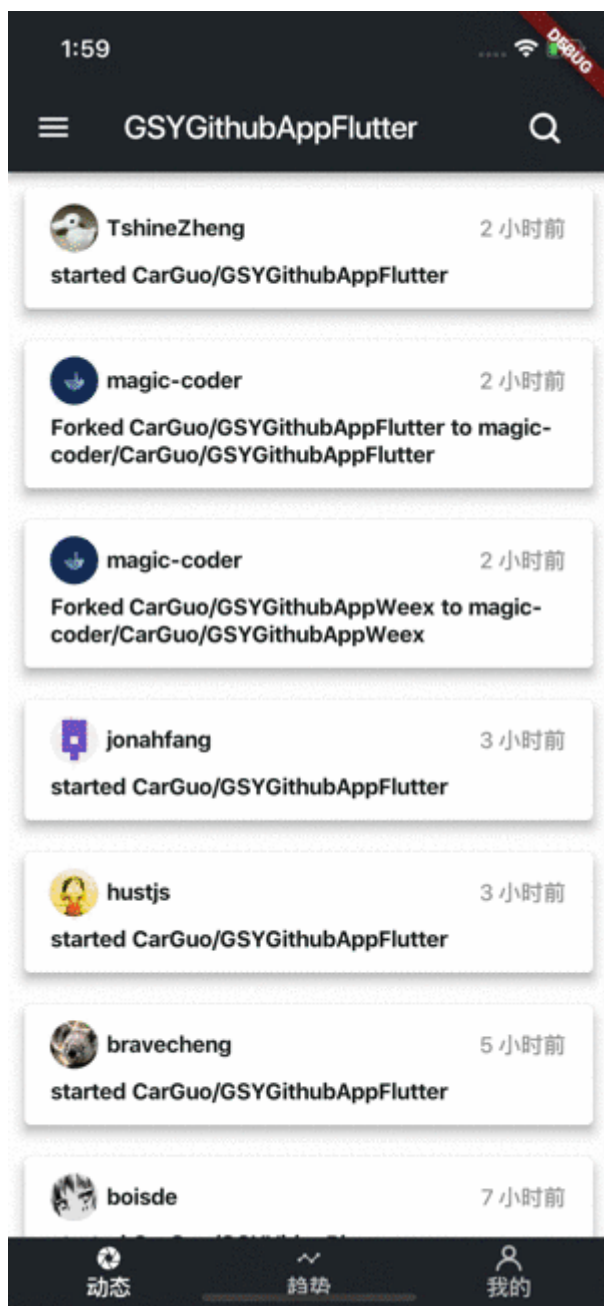 1:59
DEBUG
GSYGithubAppFlutter
TshineZheng
2 小时前
started CarGuo/GSYGithubAppFlutter
magic-coder
2 小时前
Forked CarGuo/GSYGithubAppFlutter to magic-
coder/CarGuo/GSYGithubAppFlutter
magic-coder
2 小时前
Forked CarGuo/GSYGithubAppWeex to magic-
coder/CarGuo/GSYGithubAppWeex
jonahfang
3 小时前
started CarGuo/GSYGithubAppFlutter
hustjs
3 小时前
started CarGuo/GSYGithubAppFlutter
bravecheng
5 小时前
started CarGuo/GSYGithubAppFlutter
boisde
7 小时前
动态
趋势
我的